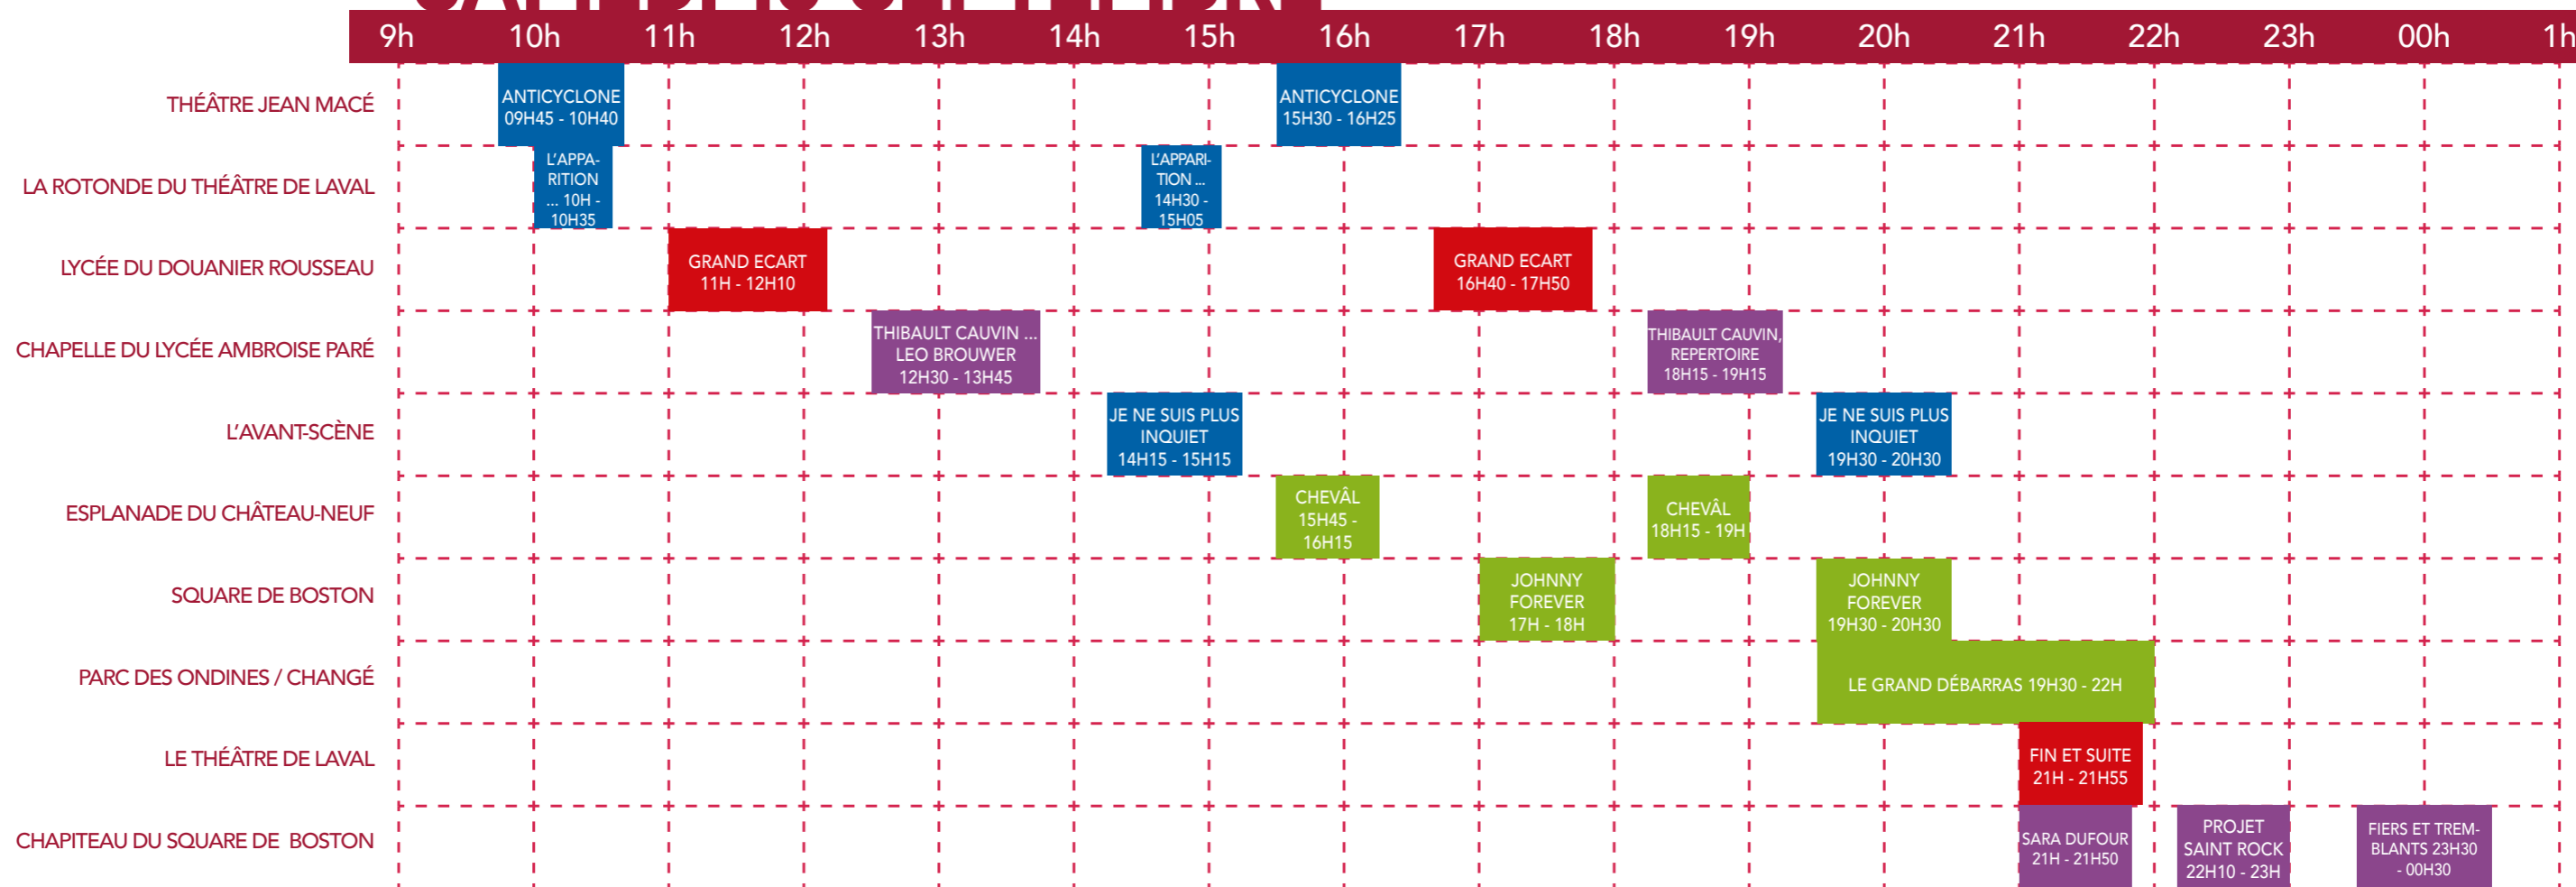 9h 10h 11h 12h 13h 14h 15h 16h 17h 18h 19h 20h 21h 22h 23h 00h 1h
THÉÂTRE JEAN MACÉ
ANTICYCLONE
09H45 - 10H40
ANTICYCLONE
15H30 - 16H25
LA ROTONDE DU THÉÂTRE DE LAVAL
L'APPA-
RITION
... 10H -
10H35
L'APPARI-
TION ...
14H30 -
15H05
LYCÉE DU DOUANIER ROUSSEAU
GRAND ECART
11H - 12H10
GRAND ECART
16H40 - 17H50
CHAPELLE DU LYCÉE AMBROISE PARÉ
THIBAULT CAUVIN ...
LEO BROUWER
12H30 - 13H45
THIBAULT CAUVIN,
REPERTOIRE
18H15 - 19H15
L'AVANT-SCÈNE
JE NE SUIS PLUS
INQUIET
14H15 - 15H15
JE NE SUIS PLUS
INQUIET
19H30 - 20H30
ESPLANADE DU CHÂTEAU-NEUF
CHEVÂL
15H45 -
16H15
CHEVÂL
18H15 - 19H
SQUARE DE BOSTON
JOHNNY
FOREVER
17H - 18H
JOHNNY
FOREVER
19H30 - 20H30
PARC DES ONDINES / CHANGÉ
LE GRAND DÉBARRAS 19H30 - 22H
LE THÉÂTRE DE LAVAL
FIN ET SUITE
21H - 21H55
CHAPITEAU DU SQUARE DE BOSTON
SARA DUFOUR
21H - 21H50
PROJET
SAINT ROCK
22H10 - 23H
FIERS ET TREM-
BLANTS 23H30
- 00H30